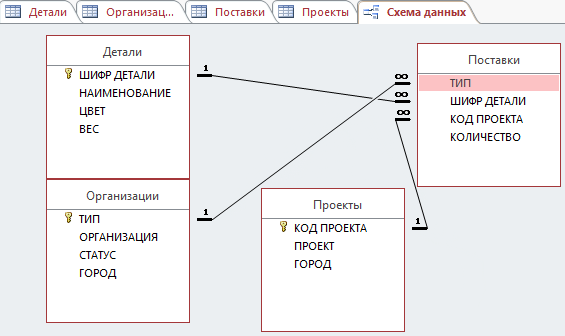 Детали
Организац...
Поставки
Проекты
Схема данных
Детали
ШИФР ДЕТАЛИ
НАИМЕНОВАНИЕ
ЦВЕТ
ВЕС
Организации
ТИП
ОРГАНИЗАЦИЯ
СТАТУС
ГОРОД
Проекты
КОД ПРОЕКТА
ПРОЕКТ
ГОРОД
Поставки
ТИП
ШИФР ДЕТАЛИ
КОД ПРОЕКТА
КОЛИЧЕСТВО
1
∞
∞
∞
1
1